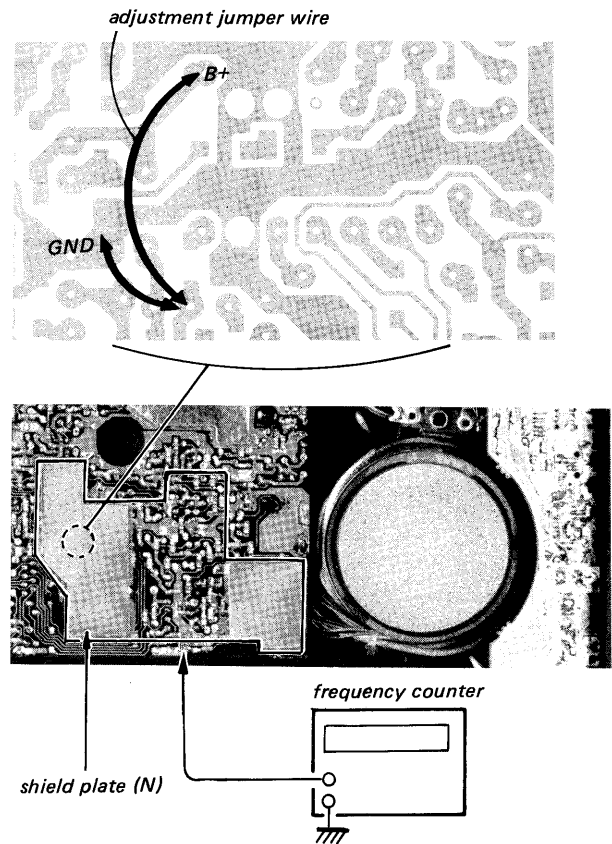 adjustment jumper wire
B+
GND
frequency counter
shield plate (N)